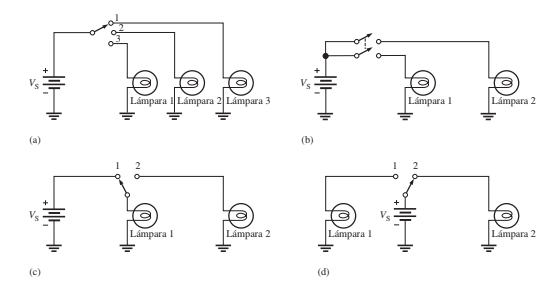 1
2
3
+
V_S
−
Lámpara 1
Lámpara 2
Lámpara 3
(a)
+
V_S
−
Lámpara 1
Lámpara 2
(b)
1 2
+
V_S
−
Lámpara 1
Lámpara 2
(c)
1 2
+
V_S
−
Lámpara 1
Lámpara 2
(d)